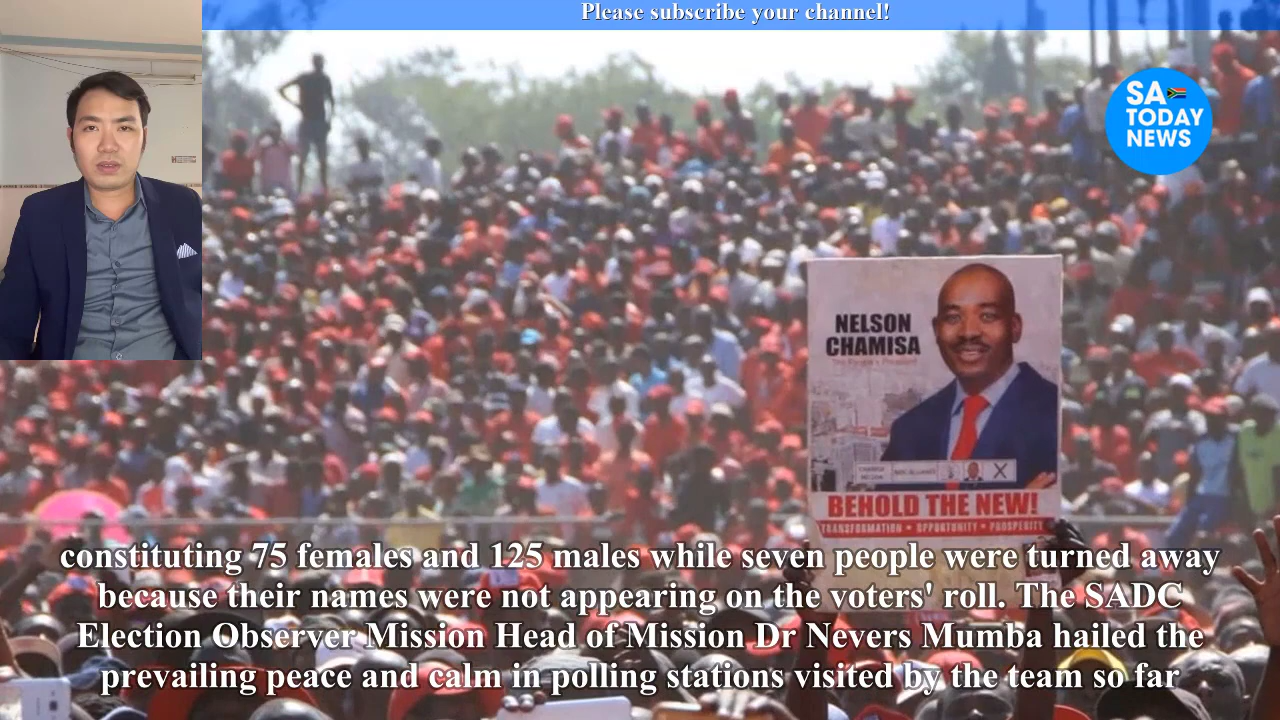 Please subscribe your channel!
SA
TODAY
NEWS
NELSON
CHAMISA
BEHOLD THE NEW!
TRANSFORMATION • OPPORTUNITY • PROSPERITY
constituting 75 females and 125 males while seven people were turned away
because their names were not appearing on the voters' roll. The SADC
Election Observer Mission Head of Mission Dr Nevers Mumba hailed the
prevailing peace and calm in polling stations visited by the team so far